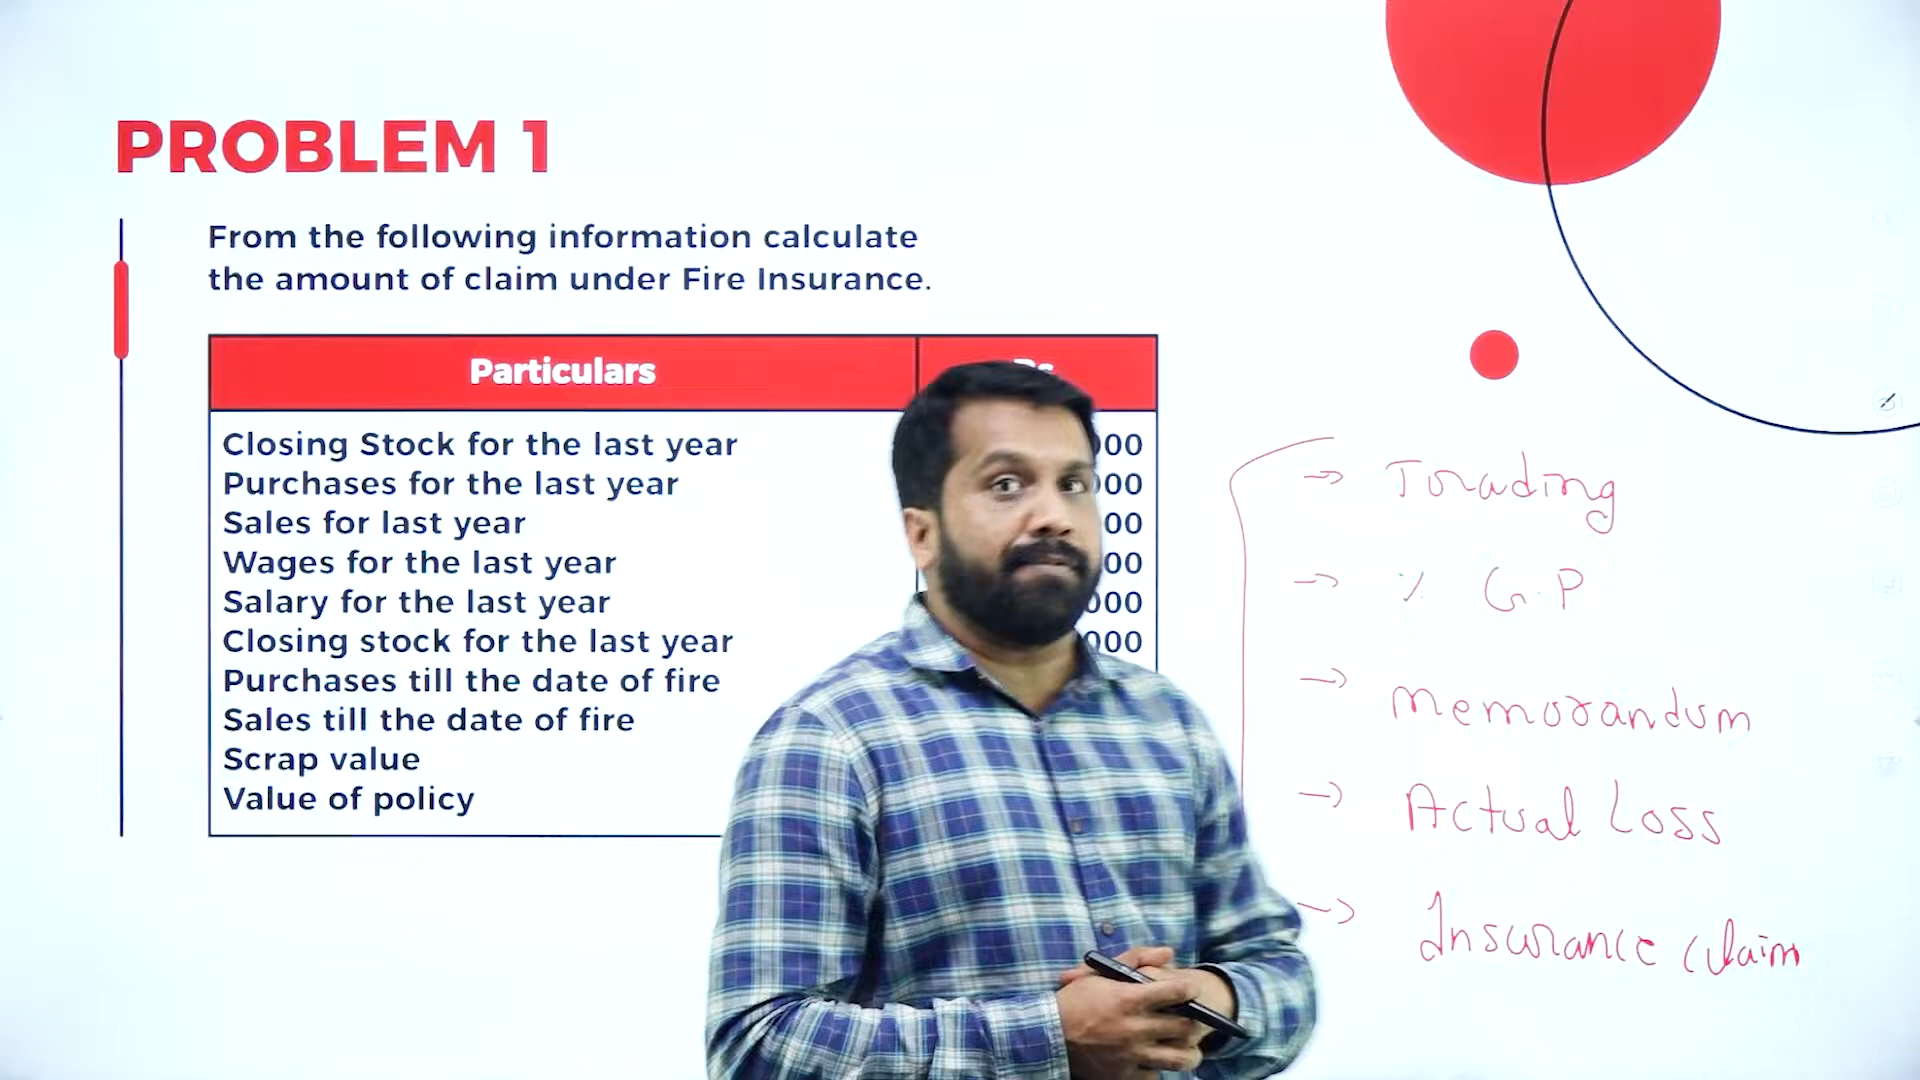 PROBLEM 1
From the following information calculate
the amount of claim under Fire Insurance.
Particulars
Closing Stock for the last year
Purchases for the last year
Sales for last year
Wages for the last year
Salary for the last year
Closing stock for the last year
Purchases till the date of fire
Sales till the date of fire
Scrap value
Value of policy
→ Trading
→ % G.P
→ Memorandum
→ Actual Loss
→ Insurance claim